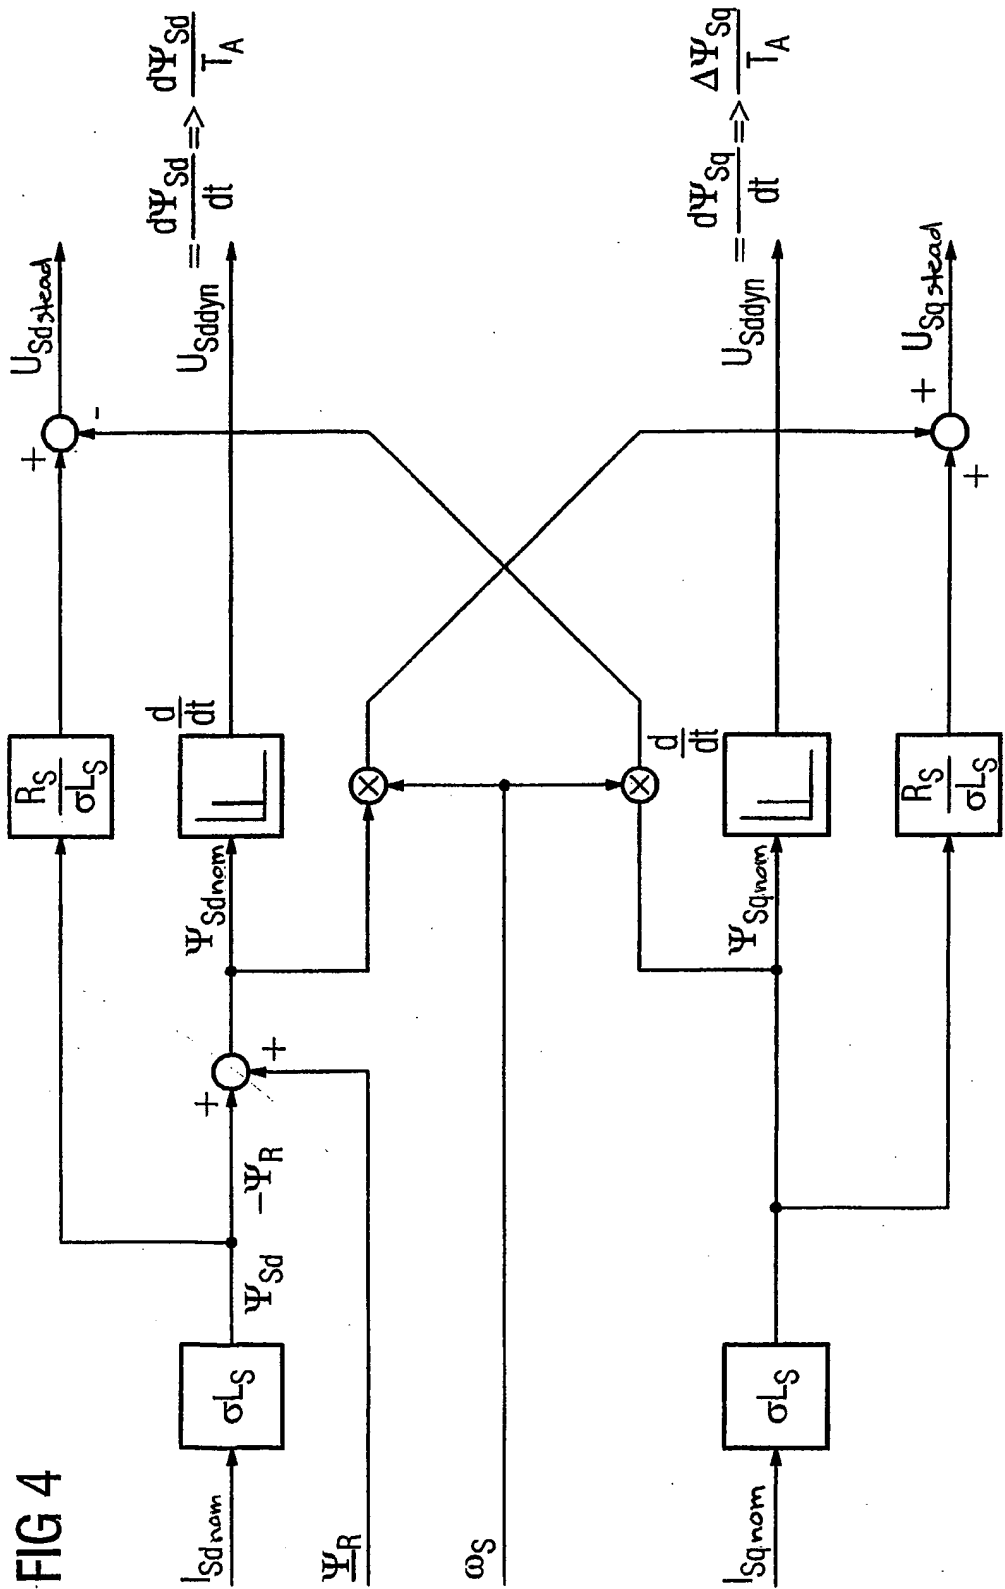 FIG 4
I_Sdnom
σL_S
Ψ_Sd −Ψ_R
+
+
Ψ_Sdnom
d/dt
R_S/σL_S
+
-
U_Sdstead
U_Sddyn = dΨ_Sd/dt => dΨ_Sd/T_A
Ψ_R
ω_S
×
×
I_Sqnom
σL_S
Ψ_Sqnom
d/dt
R_S/σL_S
U_Sddyn = dΨ_Sq/dt => ΔΨ_Sq/T_A
+
+
U_Sqstead